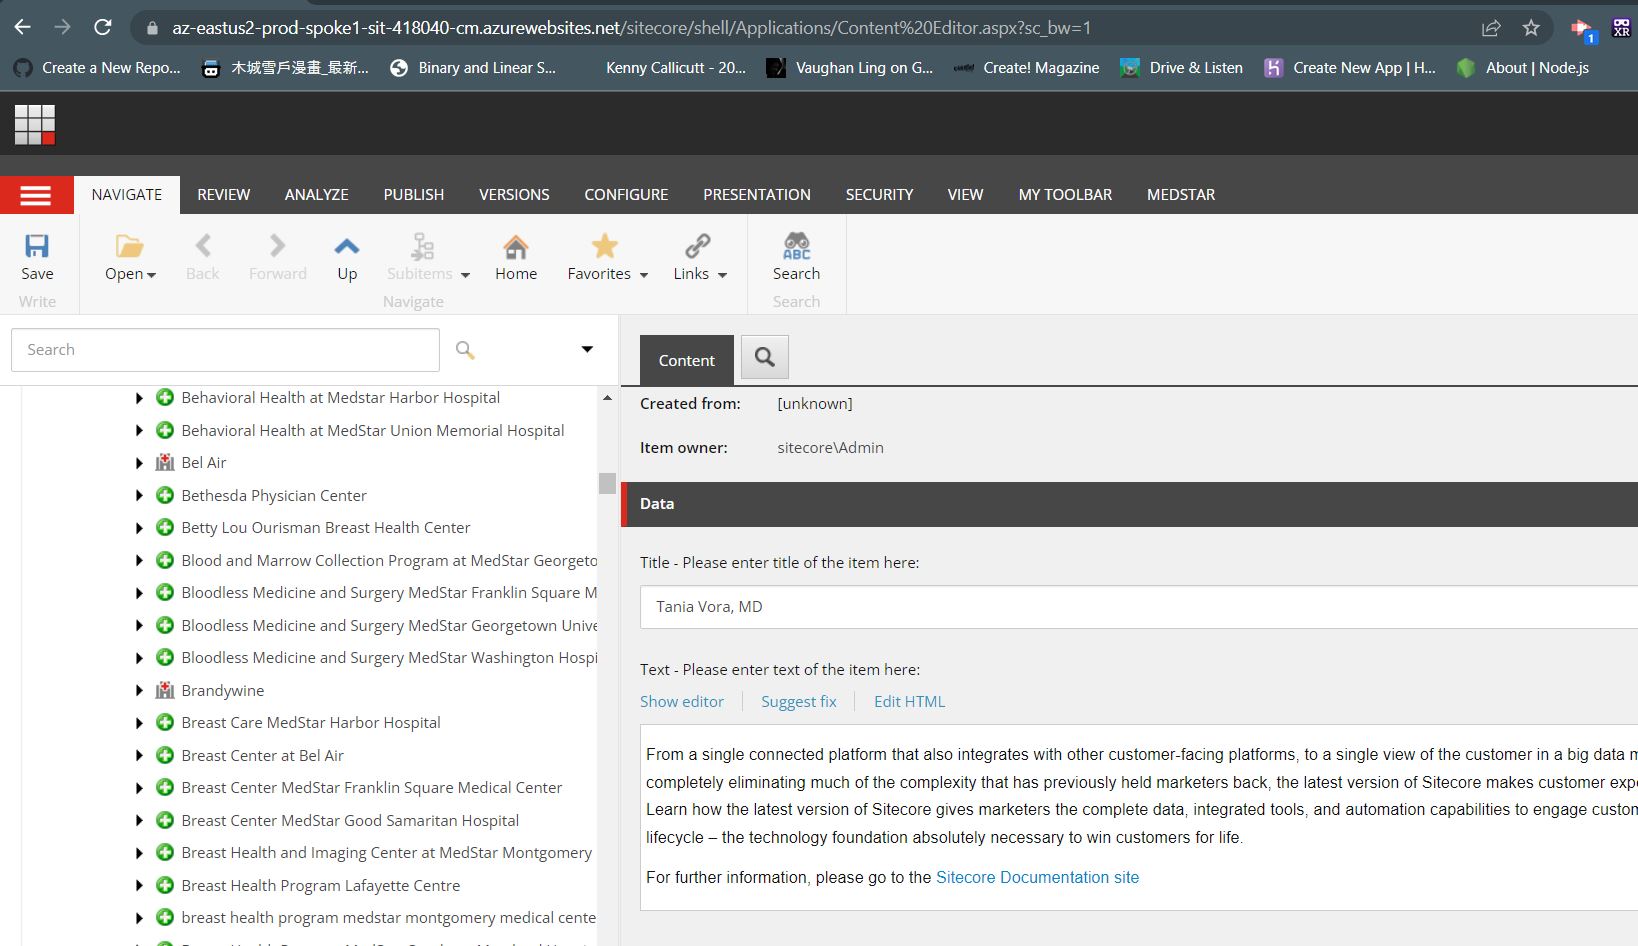 az-eastus2-prod-spoke1-sit-418040-cm.azurewebsites.net/sitecore/shell/Applications/Content%20Editor.aspx?sc_bw=1
1
XR
Create a New Repo... 木城雪戶漫畫_最新... Binary and Linear S... Kenny Callicutt - 20... Vaughan Ling on G... Create! Magazine Drive & Listen Create New App | H... About | Node.js
NAVIGATE REVIEW ANALYZE PUBLISH VERSIONS CONFIGURE PRESENTATION SECURITY VIEW MY TOOLBAR MEDSTAR
ABC
Save Open Back Forward Up Subitems Home Favorites Links Search
Write Navigate Search
Search
Content
Behavioral Health at Medstar Harbor Hospital
Behavioral Health at MedStar Union Memorial Hospital
Bel Air
Bethesda Physician Center
Betty Lou Ourisman Breast Health Center
Blood and Marrow Collection Program at MedStar Georgeto
Bloodless Medicine and Surgery MedStar Franklin Square M
Bloodless Medicine and Surgery MedStar Georgetown Unive
Bloodless Medicine and Surgery MedStar Washington Hospi
Brandywine
Breast Care MedStar Harbor Hospital
Breast Center at Bel Air
Breast Center MedStar Franklin Square Medical Center
Breast Center MedStar Good Samaritan Hospital
Breast Health and Imaging Center at MedStar Montgomery
Breast Health Program Lafayette Centre
breast health program medstar montgomery medical cente
Created from: [unknown]
Item owner: sitecore\Admin
Data
Title - Please enter title of the item here:
Tania Vora, MD
Text - Please enter text of the item here:
Show editor Suggest fix Edit HTML
From a single connected platform that also integrates with other customer-facing platforms, to a single view of the customer in a big data m
completely eliminating much of the complexity that has previously held marketers back, the latest version of Sitecore makes customer expe
Learn how the latest version of Sitecore gives marketers the complete data, integrated tools, and automation capabilities to engage custom
lifecycle – the technology foundation absolutely necessary to win customers for life.
For further information, please go to the Sitecore Documentation site